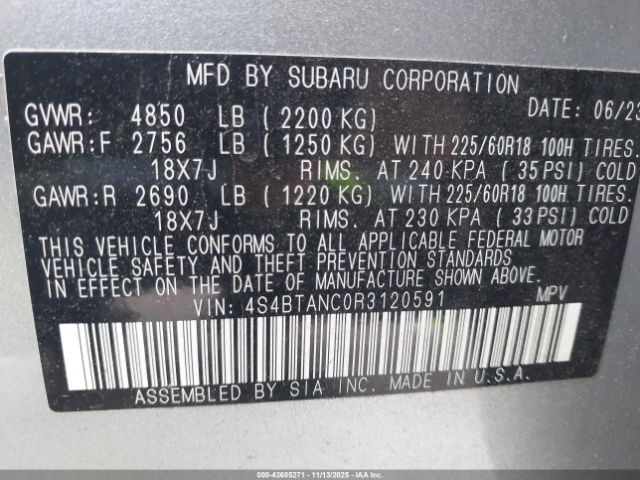 MFD BY SUBARU CORPORATION
GVWR: 4850 LB (2200 KG) DATE: 06/23
GAWR:F 2756 LB (1250 KG) WITH 225/60R18 100H TIRES.
18X7J RIMS. AT 240 KPA (35 PSI) COLD
GAWR:R 2690 LB (1220 KG) WITH 225/60R18 100H TIRES.
18X7J RIMS. AT 230 KPA (33 PSI) COLD
THIS VEHICLE CONFORMS TO ALL APPLICABLE FEDERAL MOTOR
VEHICLE SAFETY AND THEFT PREVENTION STANDARDS
IN EFFECT ON THE DATE OF MANUFACTURE SHOWN ABOVE.
VIN: 4S4BTANC0R3120591 MPV
ASSEMBLED BY SIA INC. MADE IN U.S.A.
000-43685271 - 11/13/2025 - IAAI.COM